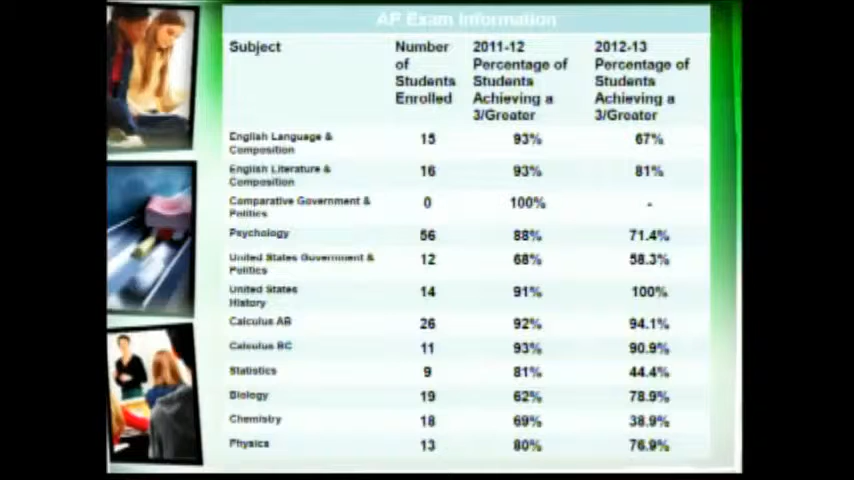 AP Exam Information
Subject Number of Students Enrolled 2011-12 Percentage of Students Achieving a 3/Greater 2012-13 Percentage of Students Achieving a 3/Greater
English Language & Composition 15 93% 67%
English Literature & Composition 16 93% 81%
Comparative Government & Politics 0 100% -
Psychology 56 88% 71.4%
United States Government & Politics 12 68% 58.3%
United States History 14 91% 100%
Calculus AB 26 92% 94.1%
Calculus BC 11 93% 90.9%
Statistics 9 81% 44.4%
Biology 19 62% 78.9%
Chemistry 18 69% 38.9%
Physics 13 80% 76.9%